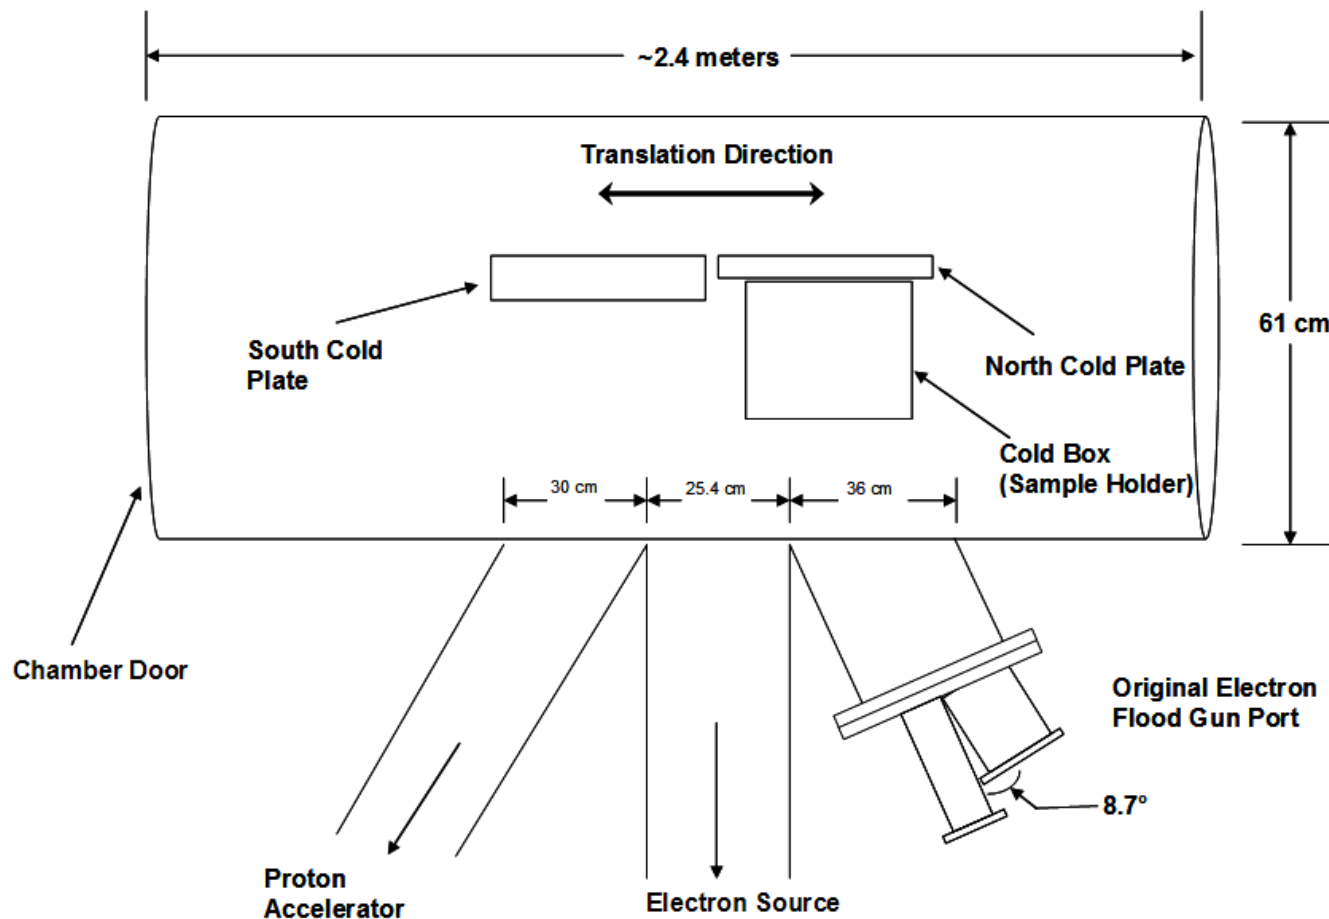 ~2.4 meters
Translation Direction
61 cm
South Cold
Plate
North Cold Plate
Cold Box
(Sample Holder)
30 cm
25.4 cm
36 cm
Chamber Door
Original Electron
Flood Gun Port
8.7º
Proton
Accelerator
Electron Source